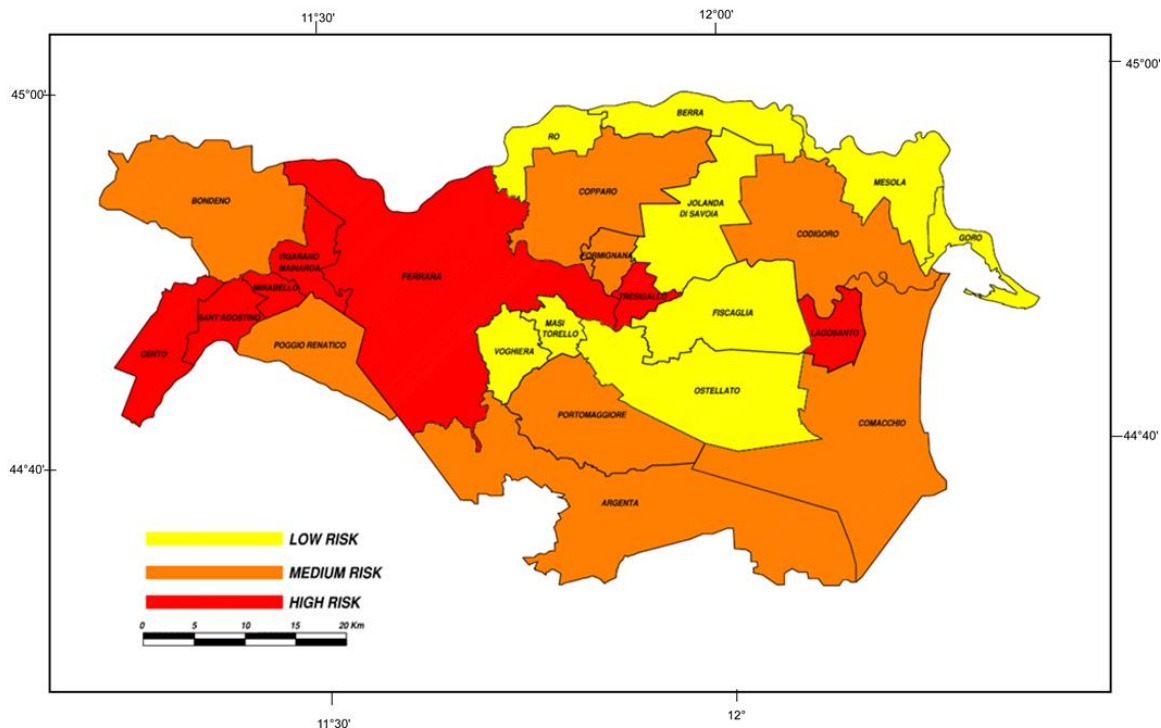 11°30'
12°00'
45°00'
45°00'
BERRA
RO
MESOLA
COPPARO
BONDENO
JOLANDA
DI SAVOIA
CODIGORO
GORO
FORMIGNANA
VIGARANO
MAINARDA
FERRARA
MIRABELLO
TRESIGALLO
FISCAGLIA
SANT'AGOSTINO
MASI
TORELLO
LAGOSANTO
POGGIO RENATICO
VOGHIERA
CENTO
OSTELLATO
PORTOMAGGIORE
COMACCHIO
44°40'
44°40'
ARGENTA
LOW RISK
MEDIUM RISK
HIGH RISK
0 5 10 15 20 Km
11°30'
12°